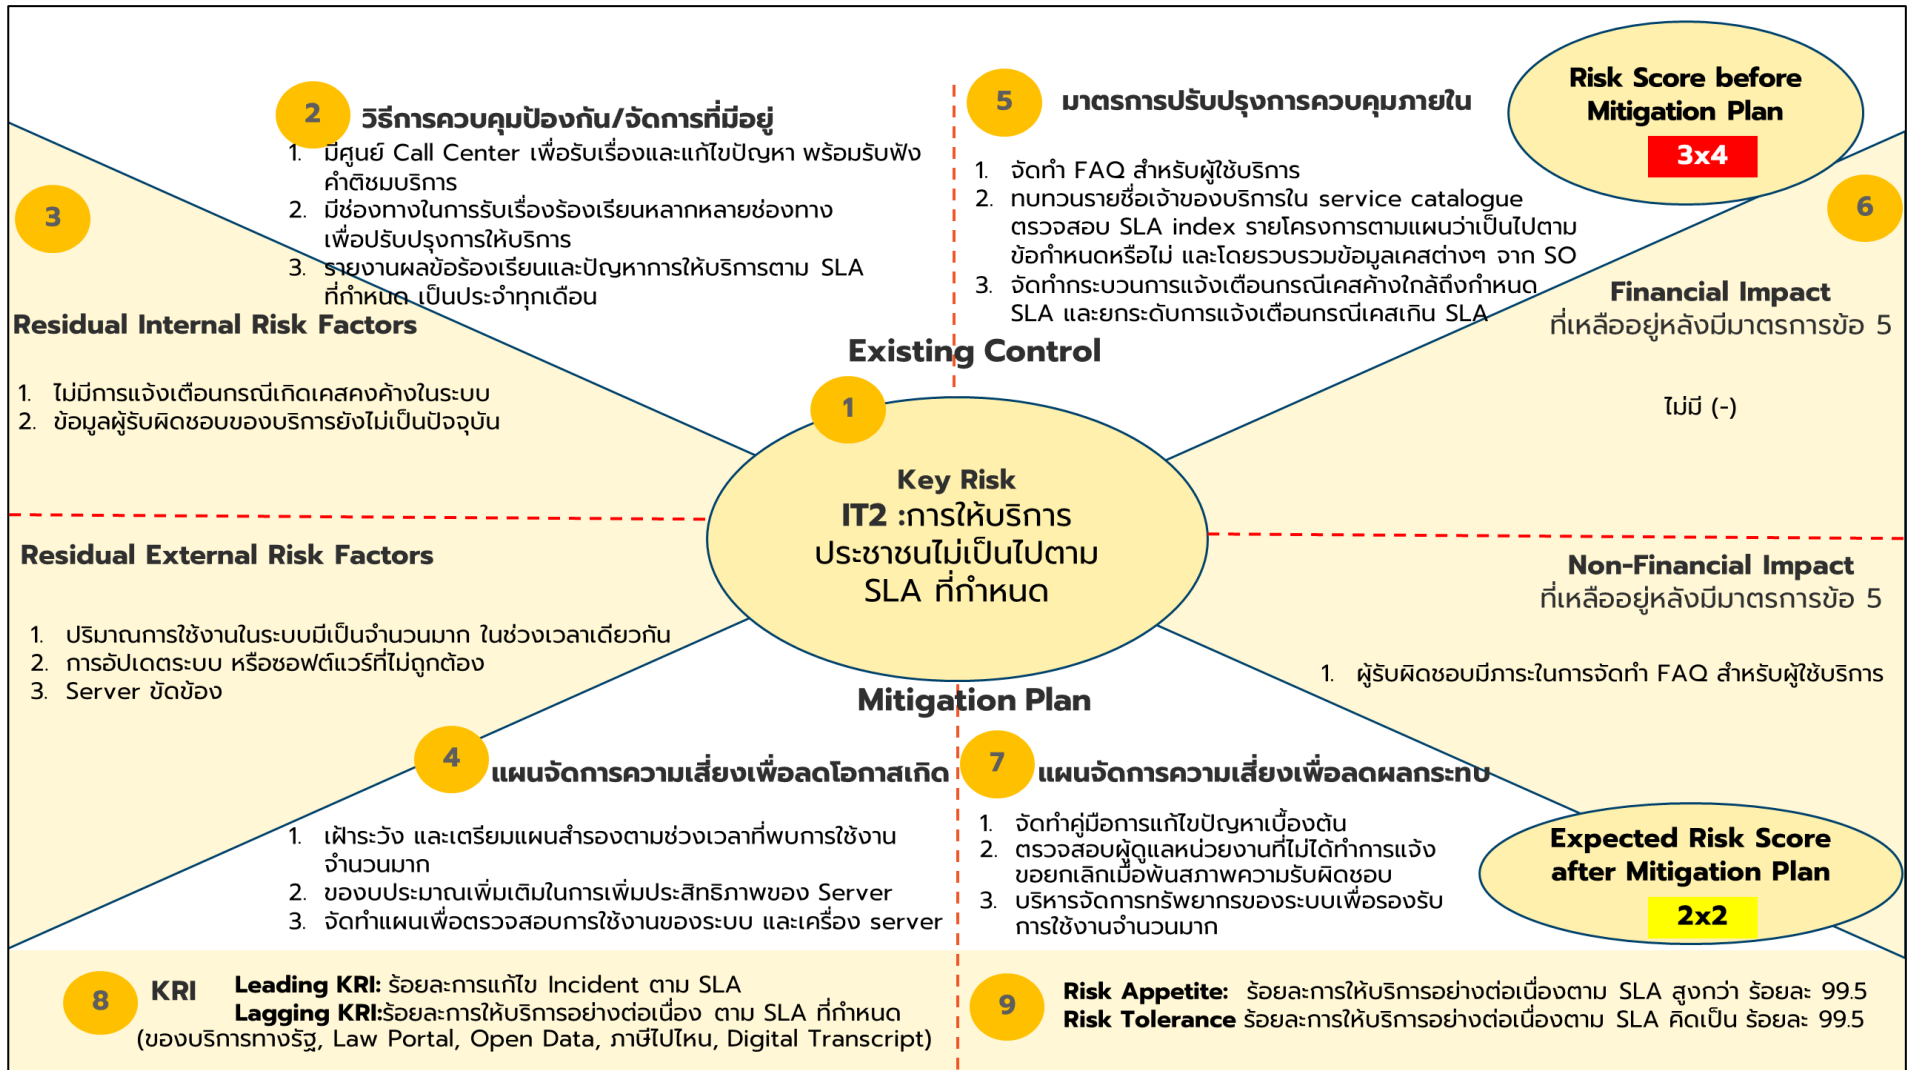 2
วิธีการควบคุมป้องกัน/จัดการที่มีอยู่
1. มีศูนย์ Call Center เพื่อรับเรื่องและแก้ไขปัญหา พร้อมรับฟัง
คำติชมบริการ
2. มีช่องทางในการรับเรื่องร้องเรียนหลากหลายช่องทาง
เพื่อปรับปรุงการให้บริการ
3. รายงานผลข้อร้องเรียนและปัญหาการให้บริการตาม SLA
ที่กำหนด เป็นประจำทุกเดือน
5
มาตรการปรับปรุงการควบคุมภายใน
1. จัดทำ FAQ สำหรับผู้ใช้บริการ
2. ทบทวนรายชื่อเจ้าของบริการใน service catalogue
ตรวจสอบ SLA index รายโครงการตามแผนว่าเป็นไปตาม
ข้อกำหนดหรือไม่ และโดยรวบรวมข้อมูลเคสต่างๆ จาก SO
3. จัดทำกระบวนการแจ้งเตือนกรณีเคสค้างใกล้ถึงกำหนด
SLA และยกระดับการแจ้งเตือนกรณีเคสเกิน SLA
Risk Score before
Mitigation Plan
3x4
3
Residual Internal Risk Factors
1. ไม่มีการแจ้งเตือนกรณีเกิดเคสคงค้างในระบบ
2. ข้อมูลผู้รับผิดชอบของบริการยังไม่เป็นปัจจุบัน
Existing Control
6
Financial Impact
ที่เหลืออยู่หลังมีมาตรการข้อ 5
ไม่มี (-)
1
Key Risk
IT2 :การให้บริการ
ประชาชนไม่เป็นไปตาม
SLA ที่กำหนด
Residual External Risk Factors
1. ปริมาณการใช้งานในระบบมีเป็นจำนวนมาก ในช่วงเวลาเดียวกัน
2. การอัปเดตระบบ หรือซอฟต์แวร์ที่ไม่ถูกต้อง
3. Server ขัดข้อง
Non-Financial Impact
ที่เหลืออยู่หลังมีมาตรการข้อ 5
1. ผู้รับผิดชอบมีภาระในการจัดทำ FAQ สำหรับผู้ใช้บริการ
Mitigation Plan
4
แผนจัดการความเสี่ยงเพื่อลดโอกาสเกิด
1. เฝ้าระวัง และเตรียมแผนสำรองตามช่วงเวลาที่พบการใช้งาน
จำนวนมาก
2. ของบประมาณเพิ่มเติมในการเพิ่มประสิทธิภาพของ Server
3. จัดทำแผนเพื่อตรวจสอบการใช้งานของระบบ และเครื่อง server
7
แผนจัดการความเสี่ยงเพื่อลดผลกระทบ
1. จัดทำคู่มือการแก้ไขปัญหาเบื้องต้น
2. ตรวจสอบผู้ดูแลหน่วยงานที่ไม่ได้ทำการแจ้ง
ขอยกเลิกเมื่อพ้นสภาพความรับผิดชอบ
3. บริหารจัดการทรัพยากรของระบบเพื่อรองรับ
การใช้งานจำนวนมาก
Expected Risk Score
after Mitigation Plan
2x2
8
KRI
Leading KRI: ร้อยละการแก้ไข Incident ตาม SLA
Lagging KRI:ร้อยละการให้บริการอย่างต่อเนื่อง ตาม SLA ที่กำหนด
(ของบริการทางรัฐ, Law Portal, Open Data, ภาษีไปไหน, Digital Transcript)
9
Risk Appetite: ร้อยละการให้บริการอย่างต่อเนื่องตาม SLA สูงกว่า ร้อยละ 99.5
Risk Tolerance ร้อยละการให้บริการอย่างต่อเนื่องตาม SLA คิดเป็น ร้อยละ 99.5